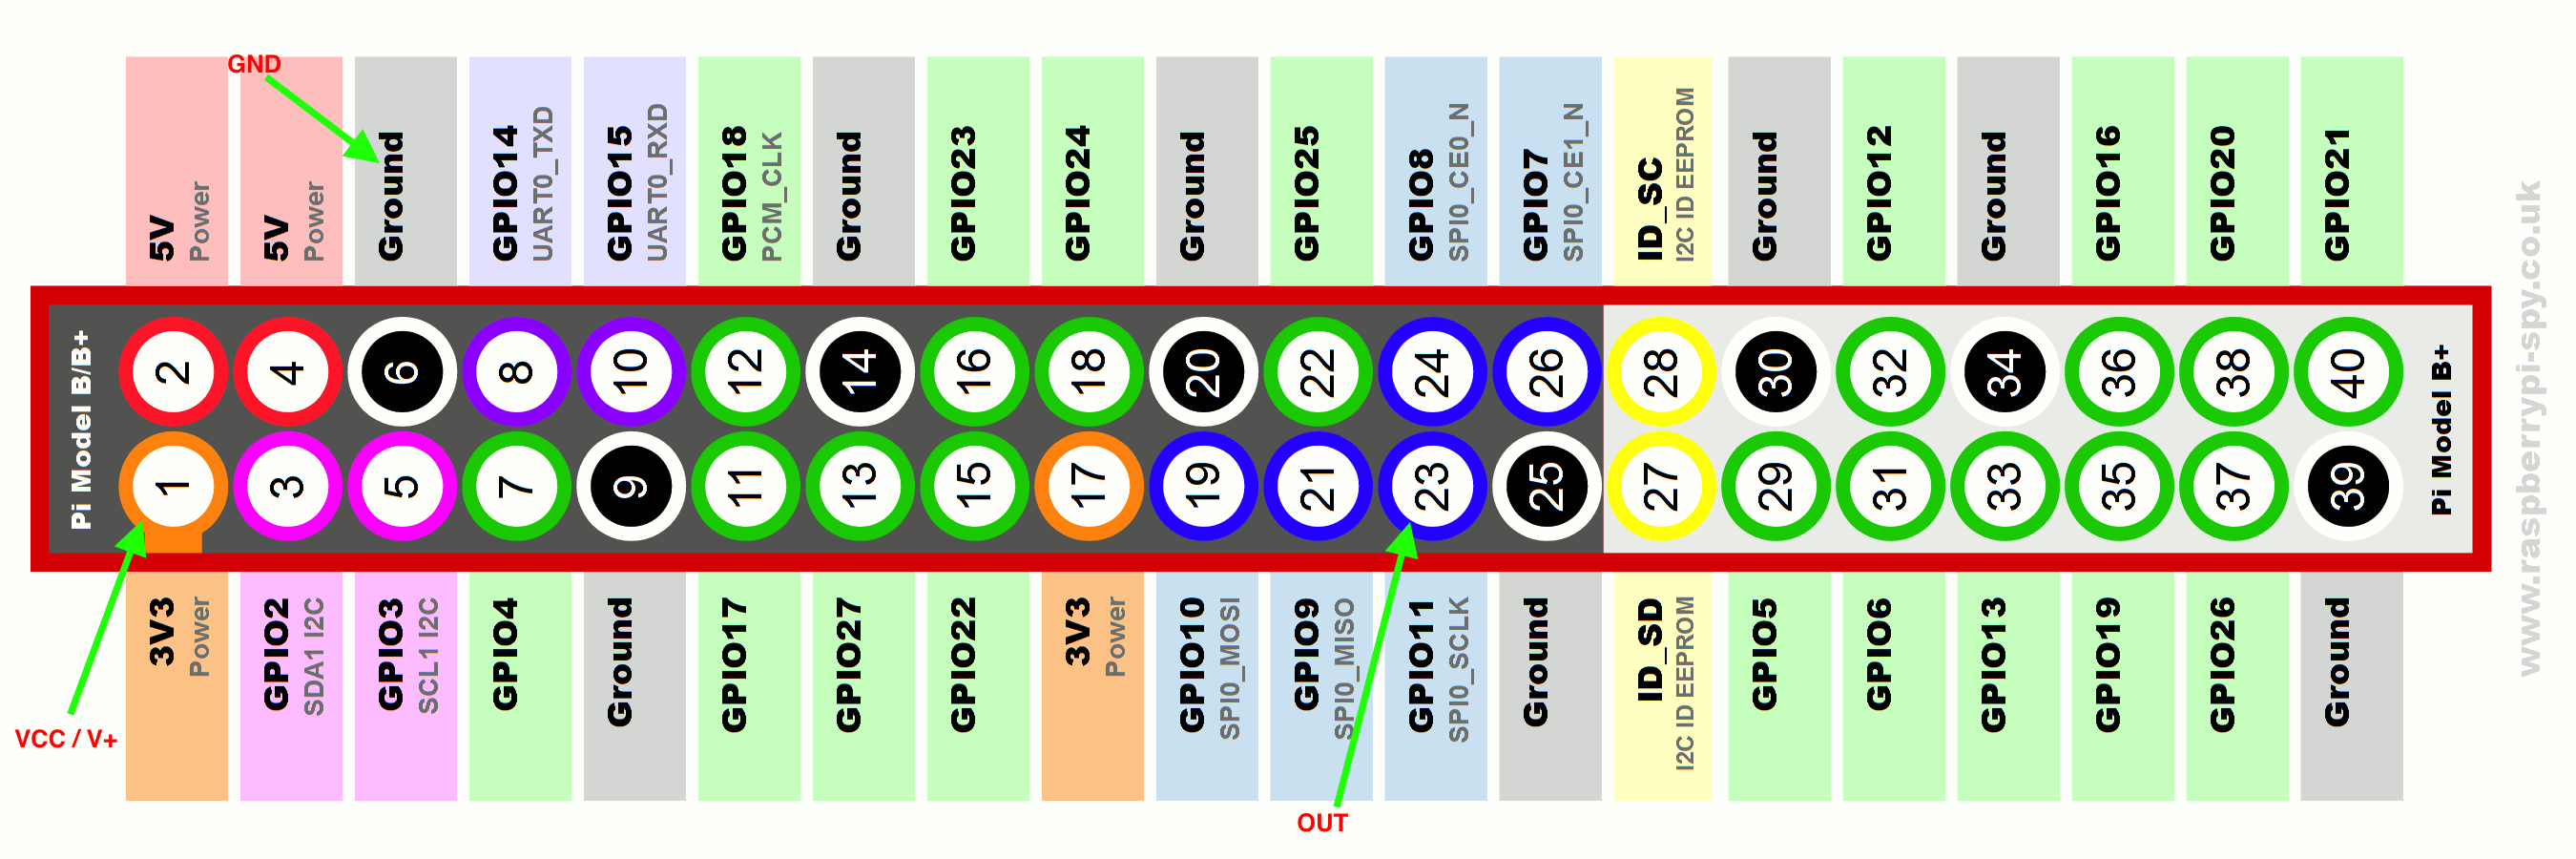 GND
5V
Power
5V
Power
Ground
GPIO14
UART0_TXD
GPIO15
UART0_RXD
GPIO18
PCM_CLK
Ground
GPIO23
GPIO24
Ground
GPIO25
GPIO8
SPI0_CE0_N
GPIO7
SPI0_CE1_N
ID_SC
I2C ID EEPROM
Ground
GPIO12
Ground
GPIO16
GPIO20
GPIO21
Pi Model B/B+
2 4 6 8 10 12 14 16 18 20 22 24 26 28 30 32 34 36 38 40
1 3 5 7 9 11 13 15 17 19 21 23 25 27 29 31 33 35 37 39
Pi Model B+
3V3
Power
GPIO2
SDA1 I2C
GPIO3
SCL1 I2C
GPIO4
Ground
GPIO17
GPIO27
GPIO22
3V3
Power
GPIO10
SPI0_MOSI
GPIO9
SPI0_MISO
GPIO11
SPI0_SCLK
Ground
ID_SD
I2C ID EEPROM
GPIO5
GPIO6
GPIO13
GPIO19
GPIO26
Ground
VCC / V+
OUT
www.raspberrypi-spy.co.uk